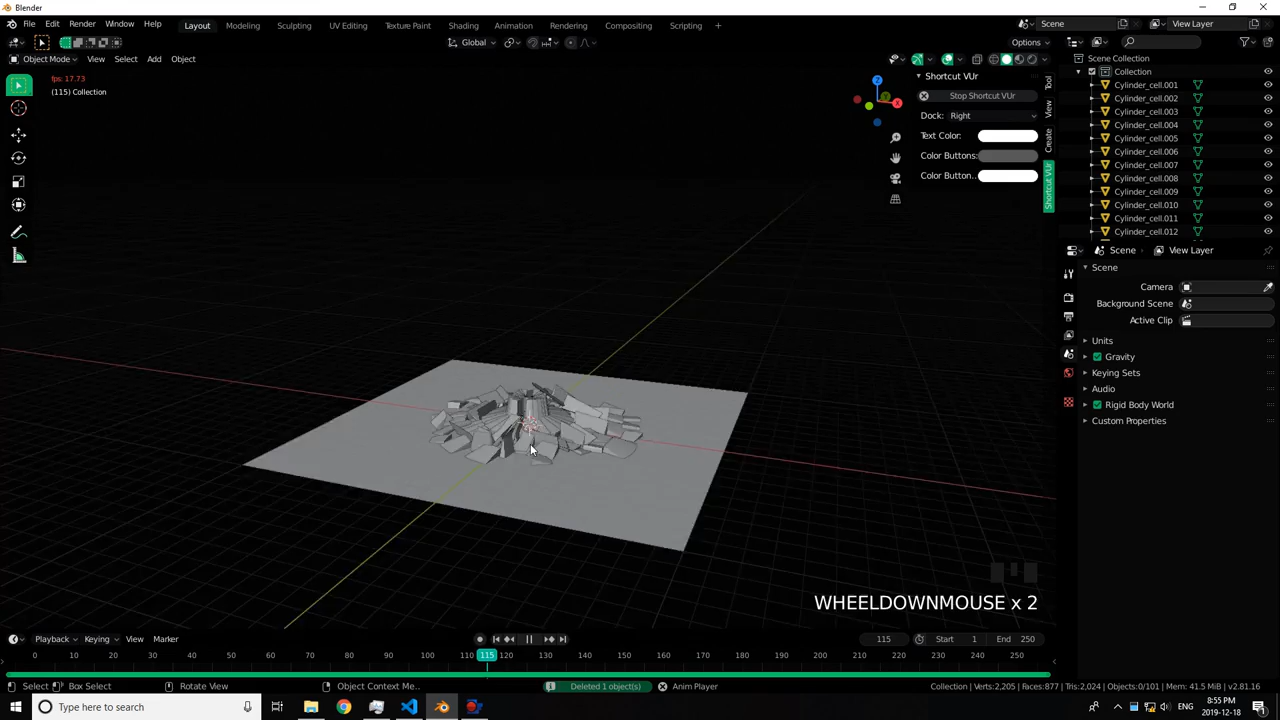 Blender
File Edit Render Window Help
Layout Modeling Sculpting UV Editing Texture Paint Shading Animation Rendering Compositing Scripting +
Scene
View Layer
Global
Options
Object Mode View Select Add Object
fps: 17.73
(115) Collection
Shortcut VUr
Stop Shortcut VUr
Dock: Right
Text Color:
Color Buttons:
Color Button..
Tool
View
Create
Shortcut VUr
X
Y
Z
Scene Collection
Collection
Cylinder_cell.001
Cylinder_cell.002
Cylinder_cell.003
Cylinder_cell.004
Cylinder_cell.005
Cylinder_cell.006
Cylinder_cell.007
Cylinder_cell.008
Cylinder_cell.009
Cylinder_cell.010
Cylinder_cell.011
Cylinder_cell.012
Scene View Layer
Scene
Camera
Background Scene
Active Clip
Units
Gravity
Keying Sets
Audio
Rigid Body World
Custom Properties
WHEELDOWNMOUSE x 2
Playback Keying View Marker
115 Start 1 End 250
0 10 20 30 40 50 60 70 80 90 100 110 115 120 130 140 150 160 170 180 190 200 210 220 230 240 250
Select Box Select Rotate View Object Context Me.. Deleted 1 object(s) Anim Player Collection | Verts:2,205 | Faces:877 | Tris:2,024 | Objects:0/101 | Mem: 41.5 MiB | v2.81.16
Type here to search
ENG
8:55 PM
2019-12-18